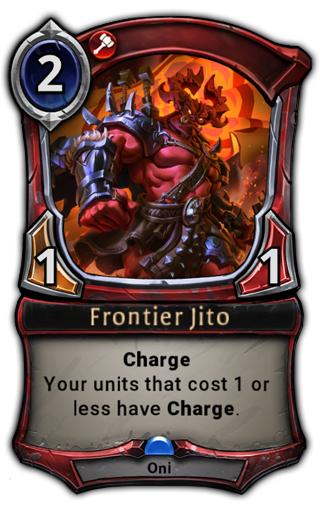 2
1
1
Frontier Jito
Charge
Your units that cost 1 or
less have Charge.
Oni